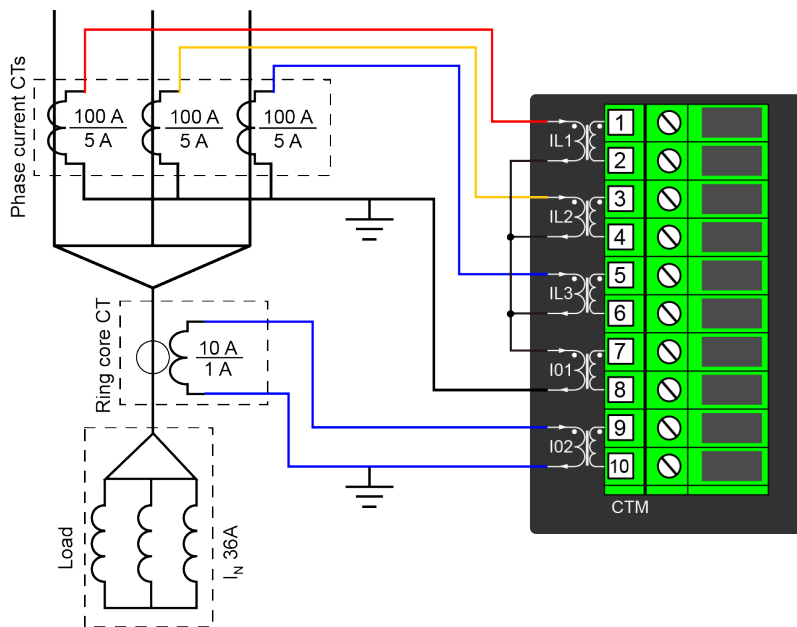 Phase current CTs
100 A
5 A
100 A
5 A
100 A
5 A
Ring core CT
10 A
1 A
Load
IN 36A
IL1
IL2
IL3
I01
I02
1
2
3
4
5
6
7
8
9
10
CTM